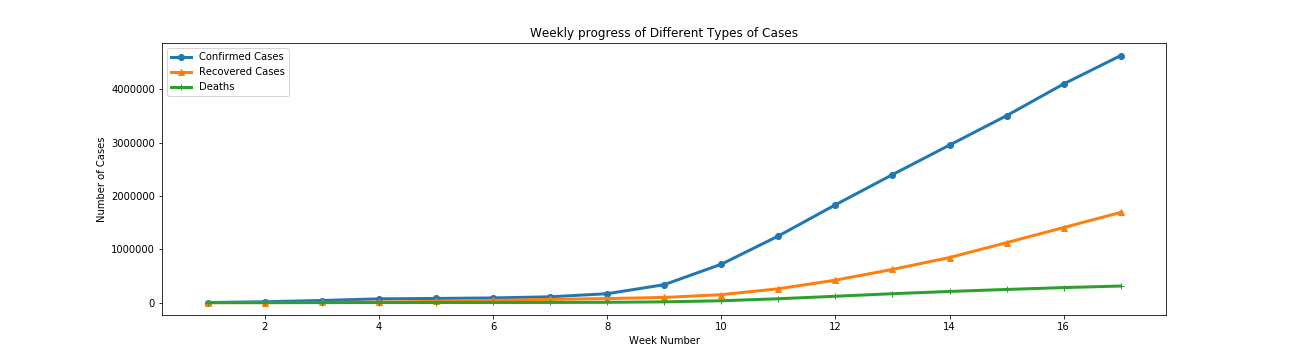 Weekly progress of Different Types of Cases
Confirmed Cases
Recovered Cases
Deaths
Number of Cases
4000000
3000000
2000000
1000000
0
2 4 6 8 10 12 14 16
Week Number